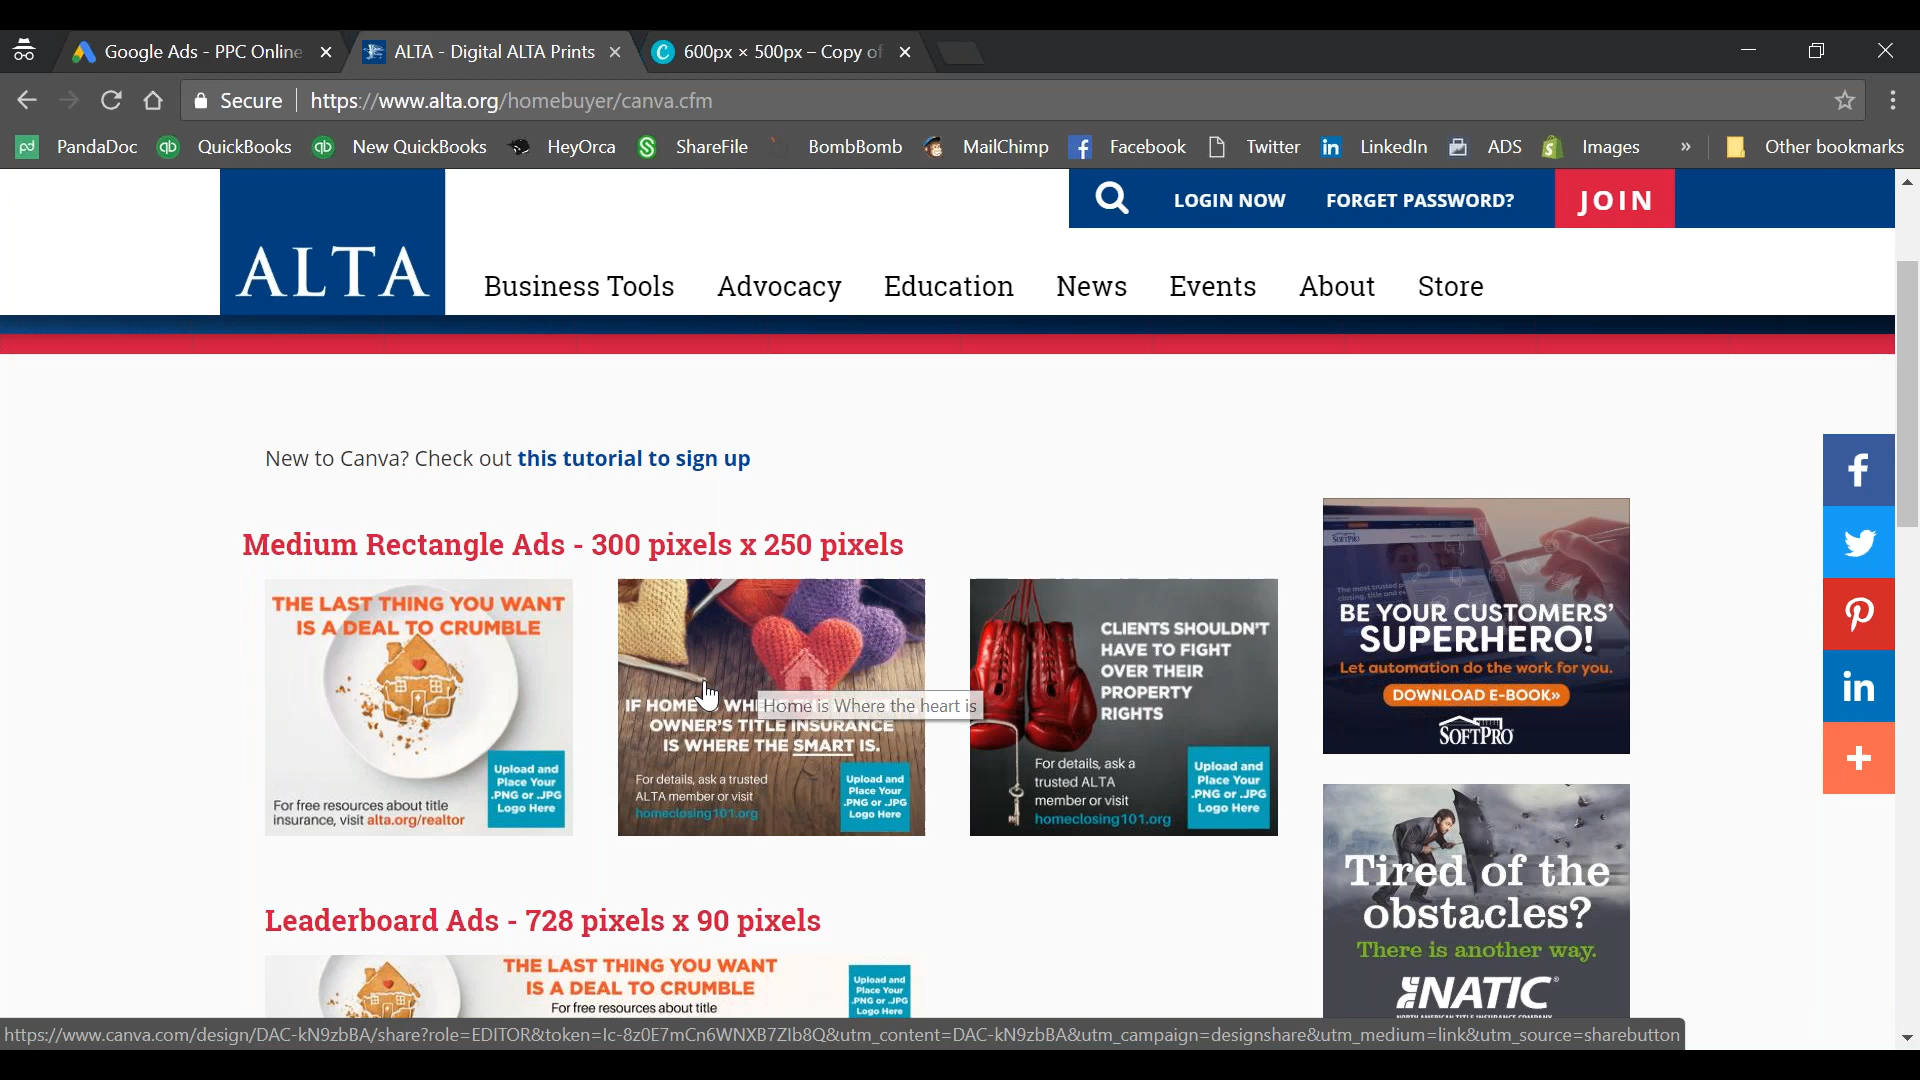 Google Ads - PPC Online
ALTA - Digital ALTA Prints
600px × 500px – Copy of
Secure
https://www.alta.org/homebuyer/canva.cfm
PandaDoc
QuickBooks
New QuickBooks
HeyOrca
ShareFile
BombBomb
MailChimp
Facebook
Twitter
LinkedIn
ADS
Images
»
Other bookmarks
LOGIN NOW
FORGET PASSWORD?
JOIN
ALTA
Business Tools
Advocacy
Education
News
Events
About
Store
New to Canva? Check out this tutorial to sign up
Medium Rectangle Ads - 300 pixels x 250 pixels
THE LAST THING YOU WANT
IS A DEAL TO CRUMBLE
For free resources about title
insurance, visit alta.org/realtor
Upload and
Place Your
.PNG or .JPG
Logo Here
IF HOME WH
OWNER'S TITLE INSURANCE
IS WHERE THE SMART IS.
For details, ask a trusted
ALTA member or visit
homeclosing101.org
Upload and
Place Your
.PNG or .JPG
Logo Here
Home is Where the heart is
CLIENTS SHOULDN'T
HAVE TO FIGHT
OVER THEIR
PROPERTY
RIGHTS
For details, ask a
trusted ALTA
member or visit
homeclosing101.org
Upload and
Place Your
.PNG or .JPG
Logo Here
BE YOUR CUSTOMERS'
SUPERHERO!
Let automation do the work for you.
DOWNLOAD E-BOOK»
SOFTPRO
Tired of the
obstacles?
There is another way.
NATIC®
NORTH AMERICAN TITLE INSURANCE COMPANY
Leaderboard Ads - 728 pixels x 90 pixels
THE LAST THING YOU WANT
IS A DEAL TO CRUMBLE
For free resources about title
Upload and
Place Your
.PNG or .JPG
Logo Here
https://www.canva.com/design/DAC-kN9zbBA/share?role=EDITOR&token=Ic-8z0E7mCn6WNXB7ZIb8Q&utm_content=DAC-kN9zbBA&utm_campaign=designshare&utm_medium=link&utm_source=sharebutton